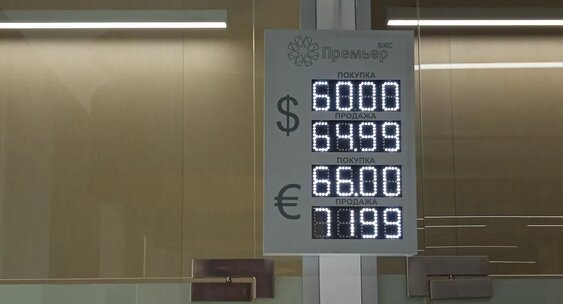 БКС
Премьер
ПОКУПКА
$ 60.00
ПРОДАЖА
64.99
ПОКУПКА
€ 66.00
ПРОДАЖА
71.99